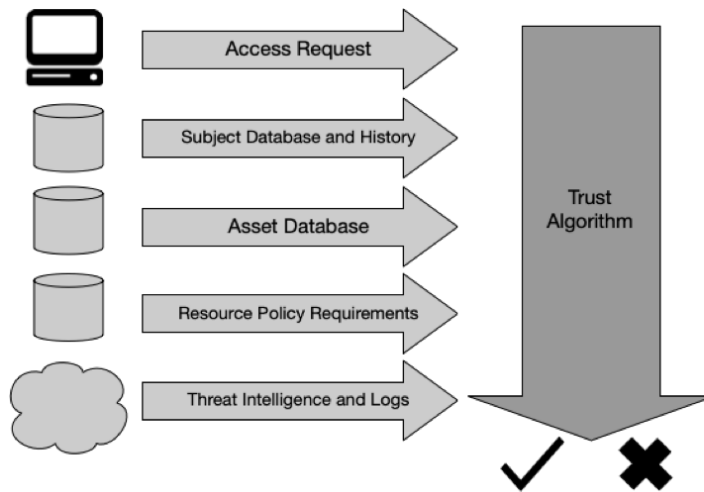 Access Request
Subject Database and History
Asset Database
Resource Policy Requirements
Threat Intelligence and Logs
Trust
Algorithm